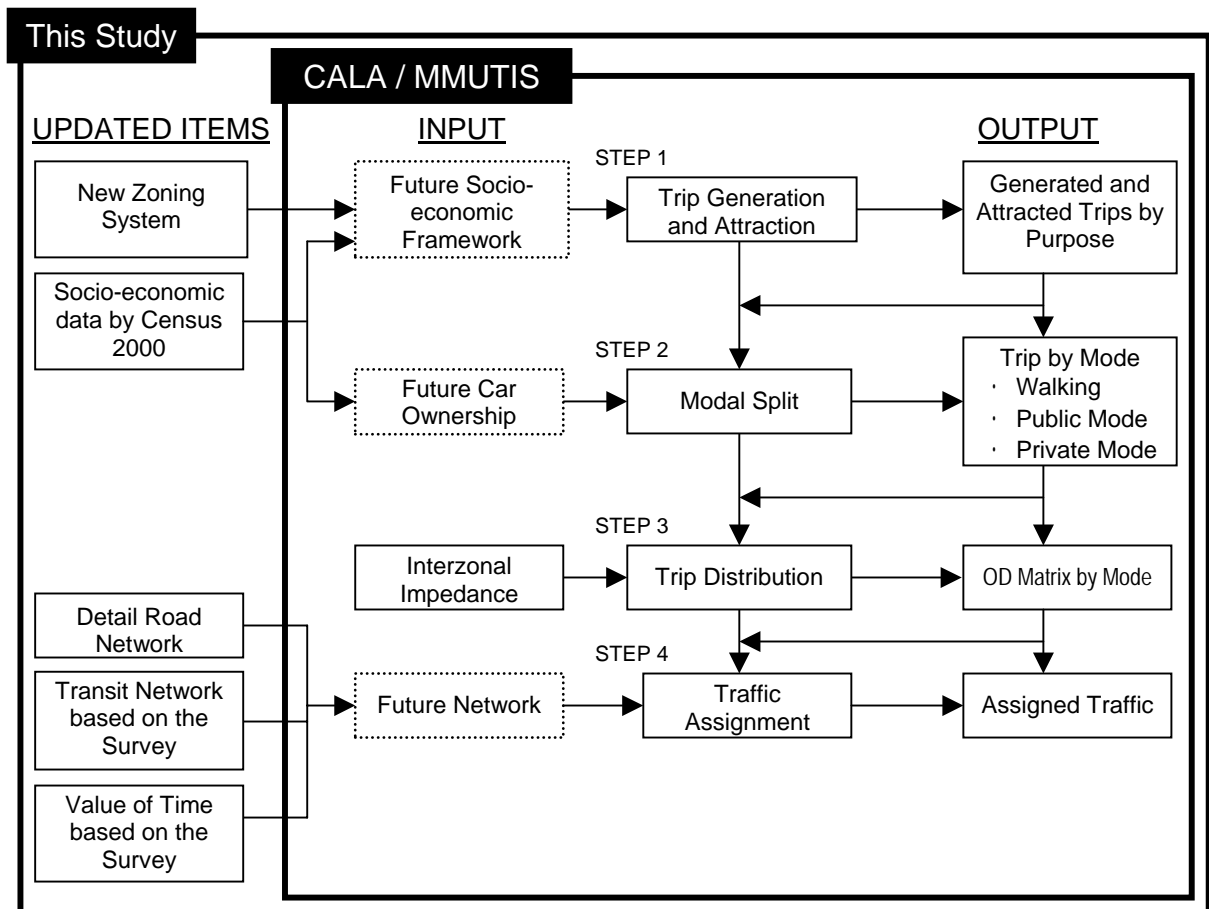 This Study
CALA / MMUTIS
UPDATED ITEMS
INPUT
OUTPUT
New Zoning
System
Future Socio-
economic
Framework
STEP 1
Trip Generation
and Attraction
Generated and
Attracted Trips by
Purpose
Socio-economic
data by Census
2000
Future Car
Ownership
STEP 2
Modal Split
Trip by Mode
· Walking
· Public Mode
· Private Mode
Interzonal
Impedance
STEP 3
Trip Distribution
OD Matrix by Mode
Detail Road
Network
Transit Network
based on the
Survey
Value of Time
based on the
Survey
Future Network
STEP 4
Traffic
Assignment
Assigned Traffic